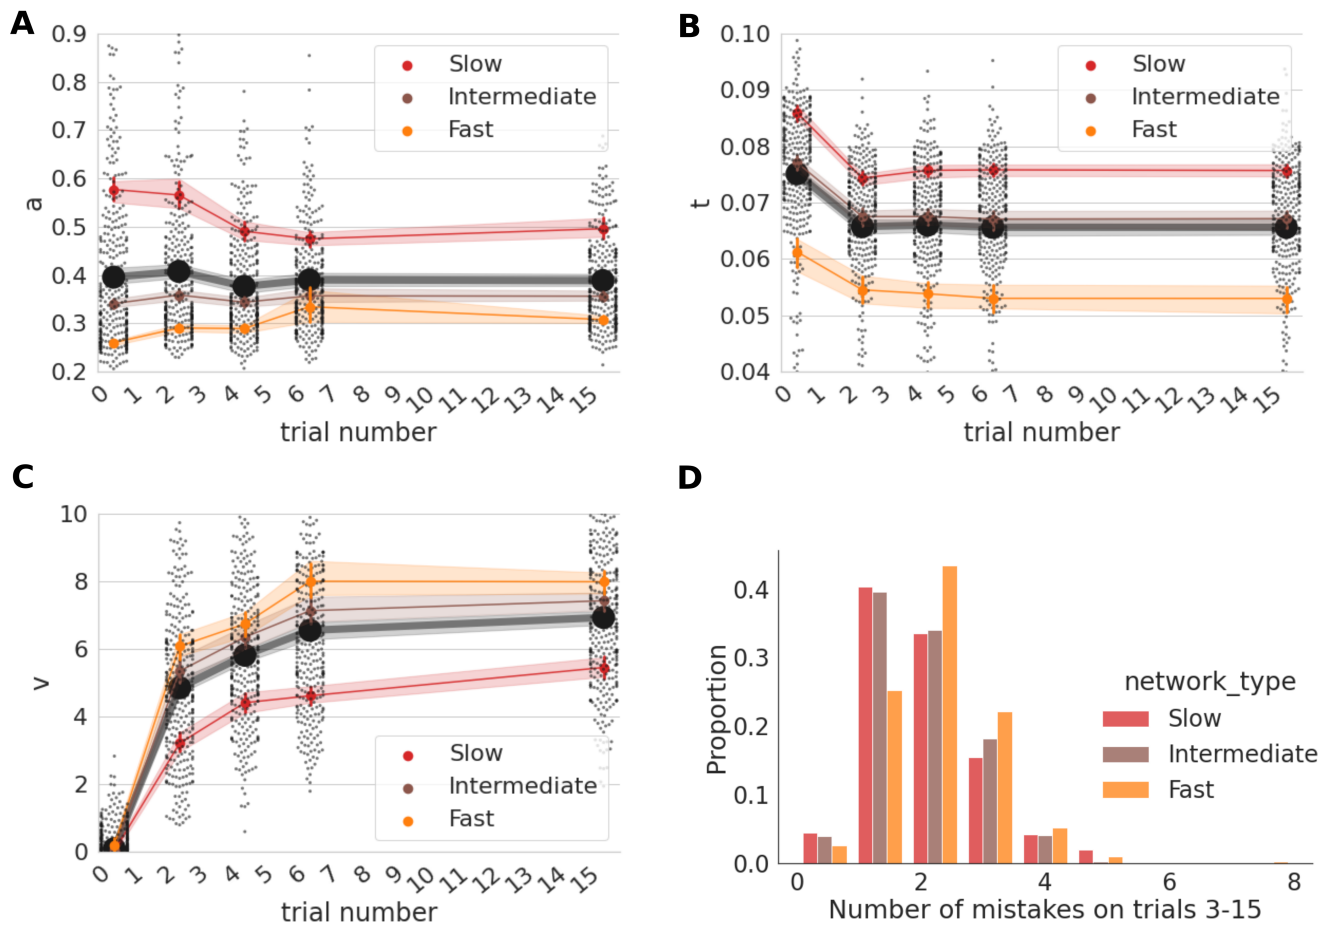 A
0.9
0.8
0.7
0.6
0.5
0.4
0.3
0.2
a
Slow
Intermediate
Fast
0 1 2 3 4 5 6 7 8 9 10 11 12 13 14 15
trial number
B
0.10
0.09
0.08
0.07
0.06
0.05
0.04
t
Slow
Intermediate
Fast
0 1 2 3 4 5 6 7 8 9 10 11 12 13 14 15
trial number
C
10
8
6
4
2
0
v
Slow
Intermediate
Fast
0 1 2 3 4 5 6 7 8 9 10 11 12 13 14 15
trial number
D
0.4
0.3
0.2
0.1
0.0
Proportion
network_type
Slow
Intermediate
Fast
0 2 4 6 8
Number of mistakes on trials 3-15